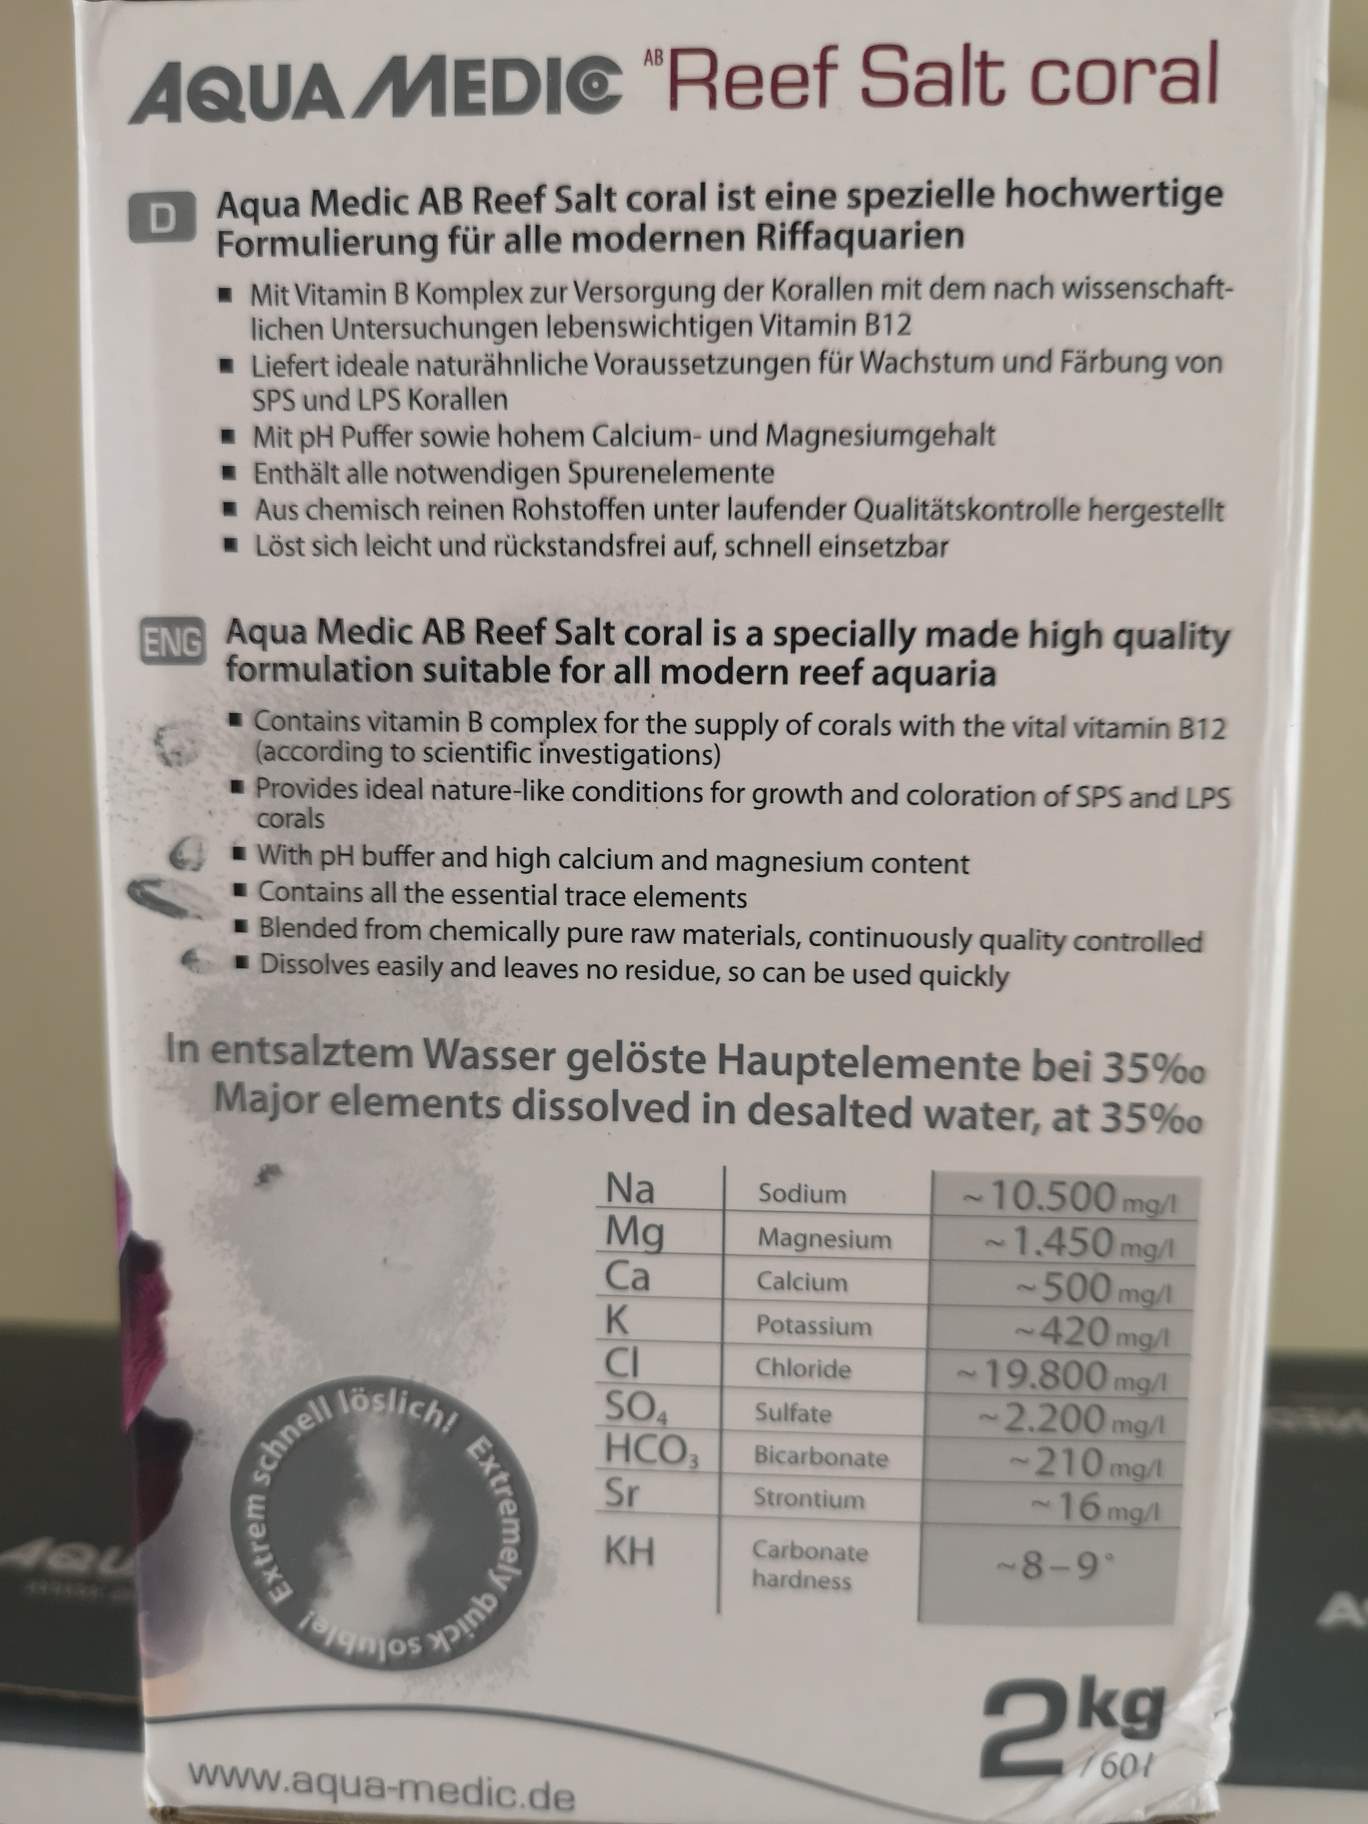 AQUA MEDIC AB Reef Salt coral
D Aqua Medic AB Reef Salt coral ist eine spezielle hochwertige
Formulierung für alle modernen Riffaquarien
■ Mit Vitamin B Komplex zur Versorgung der Korallen mit dem nach wissenschaft-
lichen Untersuchungen lebenswichtigen Vitamin B12
■ Liefert ideale naturähnliche Voraussetzungen für Wachstum und Färbung von
SPS und LPS Korallen
■ Mit pH Puffer sowie hohem Calcium- und Magnesiumgehalt
■ Enthält alle notwendigen Spurenelemente
■ Aus chemisch reinen Rohstoffen unter laufender Qualitätskontrolle hergestellt
■ Löst sich leicht und rückstandsfrei auf, schnell einsetzbar
ENG Aqua Medic AB Reef Salt coral is a specially made high quality
formulation suitable for all modern reef aquaria
■ Contains vitamin B complex for the supply of corals with the vital vitamin B12
(according to scientific investigations)
■ Provides ideal nature-like conditions for growth and coloration of SPS and LPS
corals
■ With pH buffer and high calcium and magnesium content
■ Contains all the essential trace elements
■ Blended from chemically pure raw materials, continuously quality controlled
■ Dissolves easily and leaves no residue, so can be used quickly
In entsalztem Wasser gelöste Hauptelemente bei 35‰
Major elements dissolved in desalted water, at 35‰
Na Sodium ~10.500 mg/l
Mg Magnesium ~1.450 mg/l
Ca Calcium ~500 mg/l
K Potassium ~420 mg/l
Cl Chloride ~19.800 mg/l
SO₄ Sulfate ~2.200 mg/l
HCO₃ Bicarbonate ~210 mg/l
Sr Strontium ~16 mg/l
KH Carbonate
hardness ~8–9°
Extrem schnell löslich! Extremely quick soluble!
2kg
/60l
www.aqua-medic.de
AQU